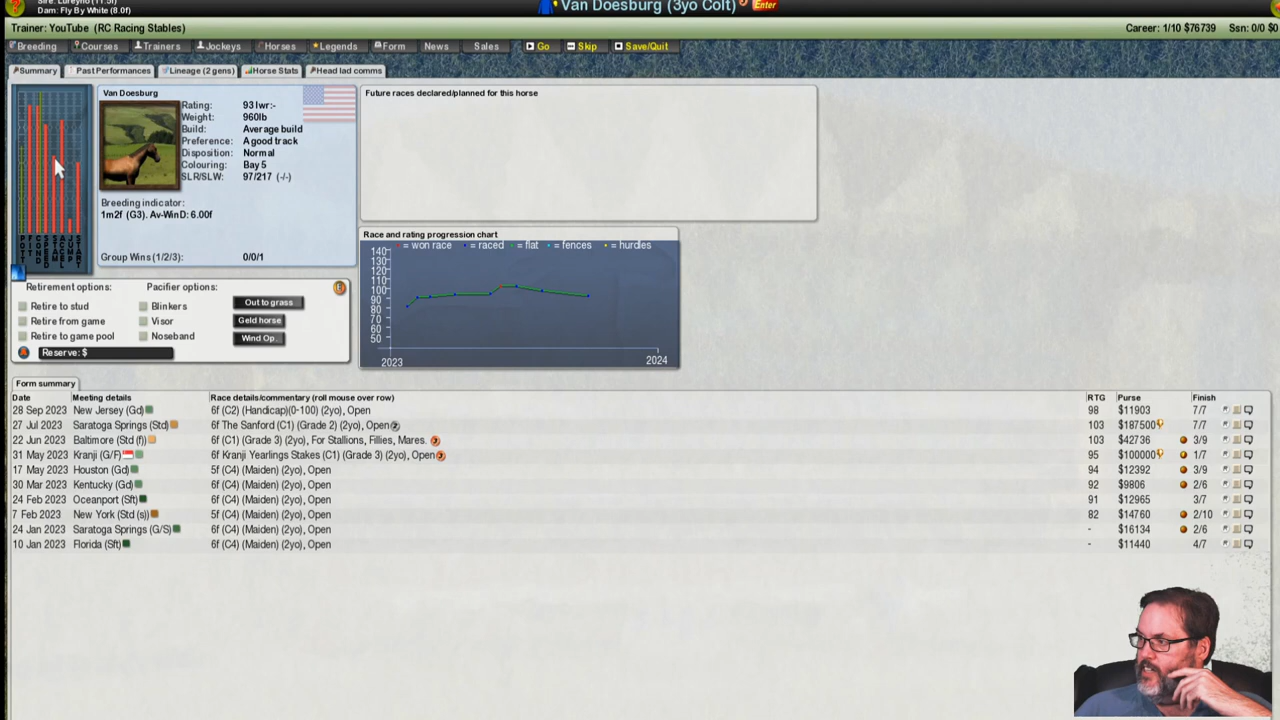 Dam: Fly By White (8.0f)
Van Doesburg (3yo Colt) Enter
Trainer: YouTube (RC Racing Stables)
Career: 1/10 $76739 Ssn: 0/0 $0
Breeding Courses Trainers Jockeys Horses Legends Form News Sales Go Skip Save/Quit
Summary Past Performances Lineage (2 gens) Horse Stats Head lad comms
Van Doesburg
Rating: 93 lwr:-
Weight: 960lb
Build: Average build
Preference: A good track
Disposition: Normal
Colouring: Bay 5
SLR/SLW: 97/217 (-/-)
Breeding indicator:
1m2f (G3). Av-WinD: 6.00f
Group Wins (1/2/3): 0/0/1
FIT
COND
SPEED
STAM
ACCEL
JUMP
START
Future races declared/planned for this horse
Race and rating progression chart
= won race = raced = flat = fences = hurdles
140
130
120
110
100
90
80
70
60
50
2023 2024
Retirement options: Pacifier options:
Retire to stud Blinkers Out to grass
Retire from game Visor Geld horse
Retire to game pool Noseband Wind Op.
Reserve: $
Form summary
Date Meeting details Race details/commentary (roll mouse over row) RTG Purse Finish
28 Sep 2023 New Jersey (Gd) 6f (C2) (Handicap)(0-100) (2yo), Open 98 $11903 7/7
27 Jul 2023 Saratoga Springs (Std) 6f The Sanford (C1) (Grade 2) (2yo), Open 103 $187500 7/7
22 Jun 2023 Baltimore (Std (f)) 6f (C1) (Grade 3) (2yo), For Stallions, Fillies, Mares. 103 $42736 3/9
31 May 2023 Kranji (G/F) 6f Kranji Yearlings Stakes (C1) (Grade 3) (2yo), Open 95 $100000 1/7
17 May 2023 Houston (Gd) 5f (C4) (Maiden) (2yo), Open 94 $12392 3/9
30 Mar 2023 Kentucky (Gd) 6f (C4) (Maiden) (2yo), Open 92 $9806 2/6
24 Feb 2023 Oceanport (Sft) 6f (C4) (Maiden) (2yo), Open 91 $12965 3/7
7 Feb 2023 New York (Std (s)) 5f (C4) (Maiden) (2yo), Open 82 $14760 2/10
24 Jan 2023 Saratoga Springs (G/S) 6f (C4) (Maiden) (2yo), Open - $16134 2/6
10 Jan 2023 Florida (Sft) 6f (C4) (Maiden) (2yo), Open - $11440 4/7